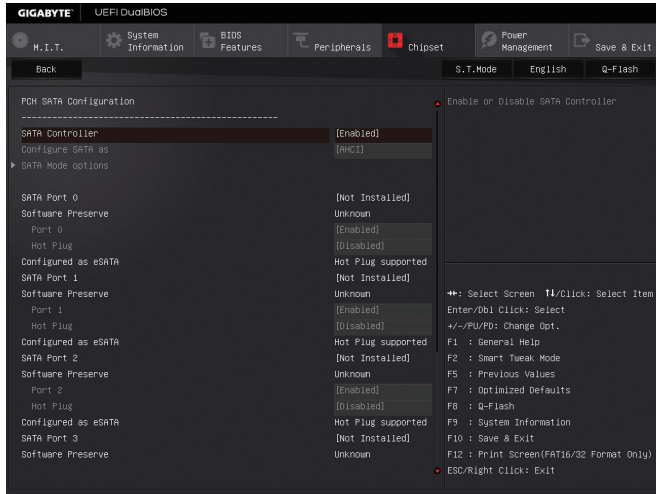 GIGABYTE™ UEFI DualBIOS
M.I.T. System Information BIOS Features Peripherals Chipset Power Management Save & Exit
Back S.T.Mode English Q-Flash
PCH SATA Configuration
----------------------------------------------------
SATA Controller [Enabled]
Configure SATA as [AHCI]
SATA Mode options
SATA Port 0 [Not Installed]
Software Preserve Unknown
Port 0 [Enabled]
Hot Plug [Disabled]
Configured as eSATA Hot Plug supported
SATA Port 1 [Not Installed]
Software Preserve Unknown
Port 1 [Enabled]
Hot Plug [Disabled]
Configured as eSATA Hot Plug supported
SATA Port 2 [Not Installed]
Software Preserve Unknown
Port 2 [Enabled]
Hot Plug [Disabled]
Configured as eSATA Hot Plug supported
SATA Port 3 [Not Installed]
Software Preserve Unknown
Enable or Disable SATA Controller
→←: Select Screen ↑↓/Click: Select Item
Enter/Dbl Click: Select
+/-/PU/PD: Change Opt.
F1 : General Help
F2 : Smart Tweak Mode
F5 : Previous Values
F7 : Optimized Defaults
F8 : Q-Flash
F9 : System Information
F10 : Save & Exit
F12 : Print Screen(FAT16/32 Format Only)
ESC/Right Click: Exit